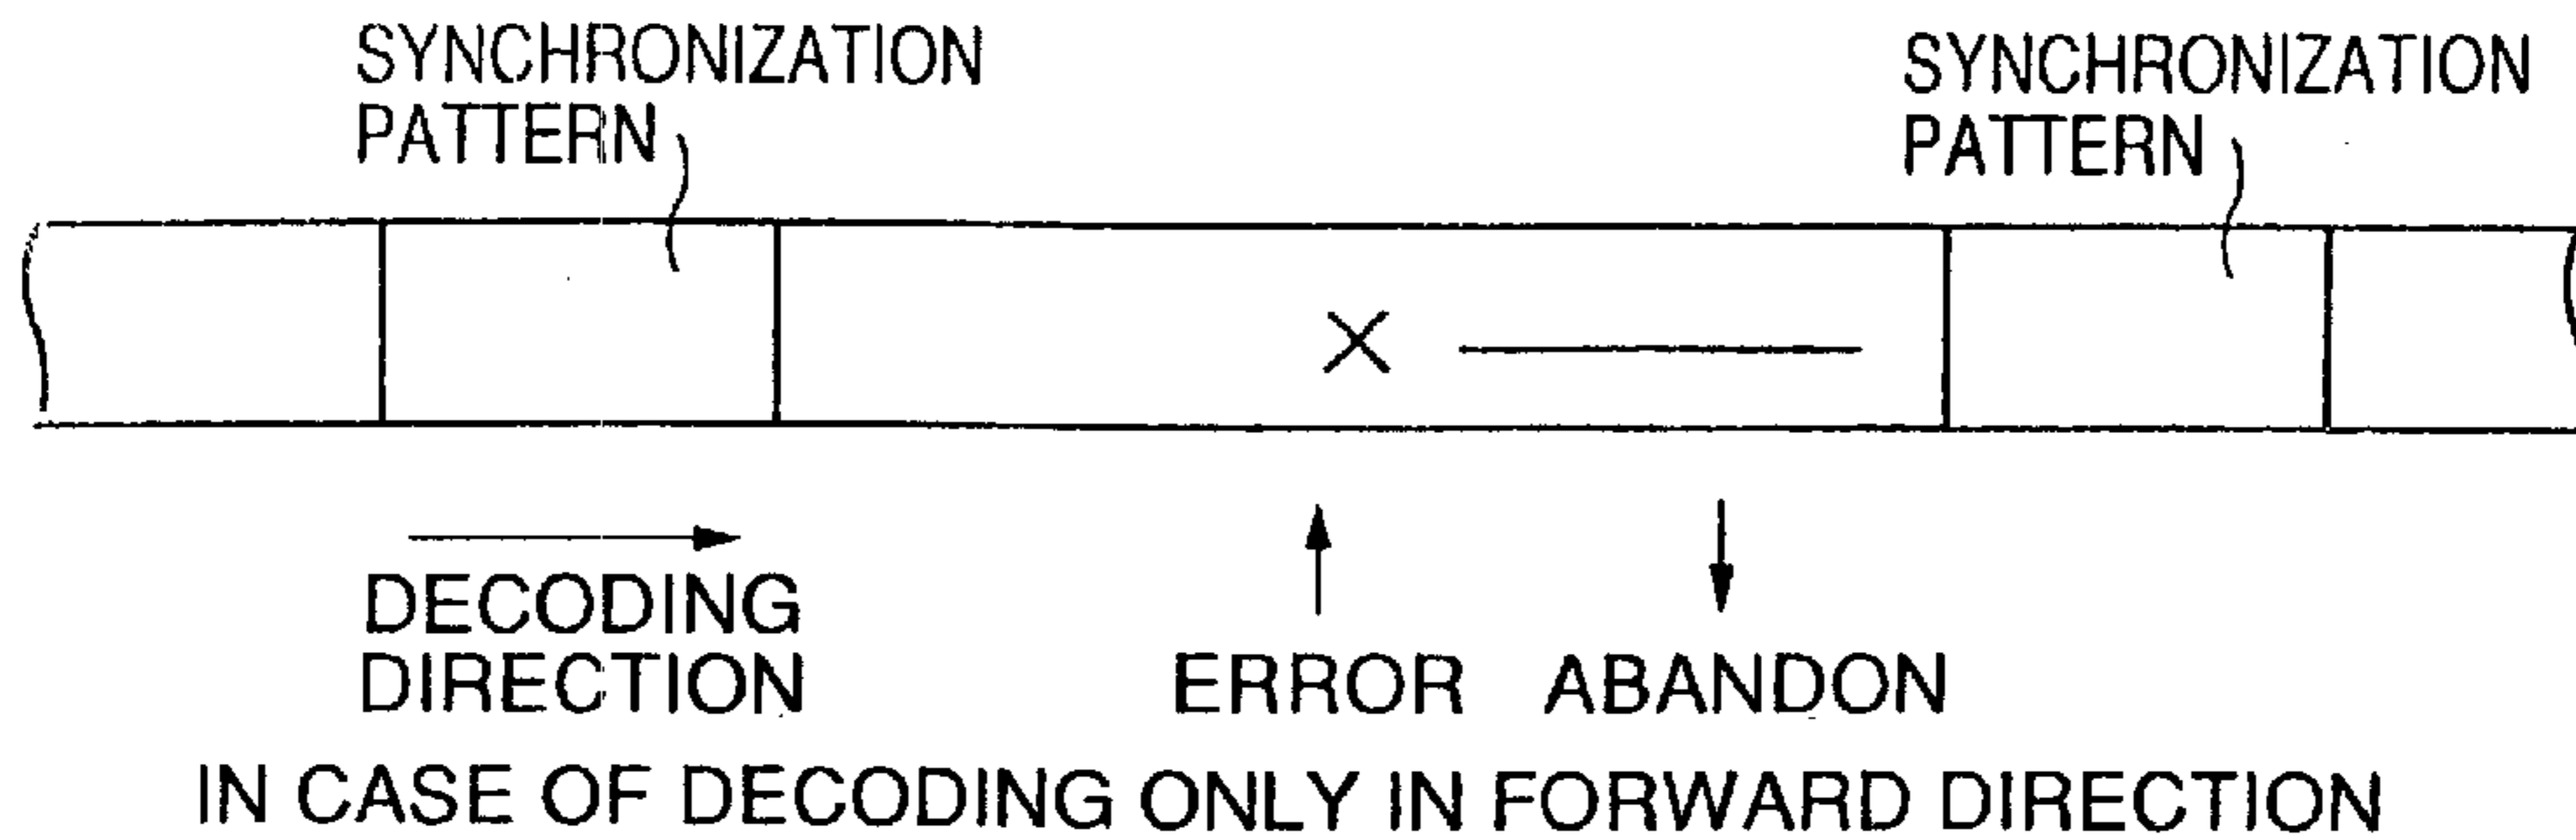 SYNCHRONIZATION
PATTERN
SYNCHRONIZATION
PATTERN
DECODING
DIRECTION
ERROR
ABANDON
IN CASE OF DECODING ONLY IN FORWARD DIRECTION